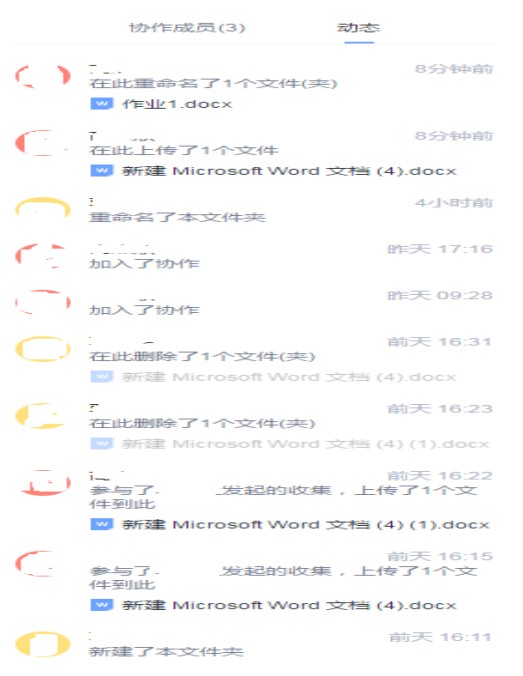 协作成员(3) 动态
8分钟前
在此重命名了1个文件(夹)
作业1.docx
8分钟前
在此上传了1个文件
新建 Microsoft Word 文档 (4).docx
4小时前
重命名了本文件夹
昨天 17:16
加入了协作
昨天 09:28
加入了协作
前天 16:31
在此删除了1个文件(夹)
新建 Microsoft Word 文档 (4).docx
前天 16:23
在此删除了1个文件(夹)
新建 Microsoft Word 文档 (4) (1).docx
前天 16:22
参与了 发起的收集，上传了1个文
件到此
新建 Microsoft Word 文档 (4) (1).docx
前天 16:15
参与了 发起的收集，上传了1个文
件到此
新建 Microsoft Word 文档 (4).docx
前天 16:11
新建了本文件夹